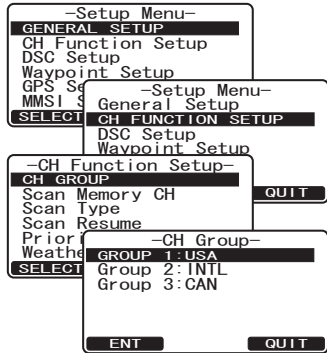 –Setup Menu–
GENERAL SETUP
CH Function Setup
DSC Setup
Waypoint Setup
GPS Se
MMSI S
SELECT
–Setup Menu–
General Setup
CH FUNCTION SETUP
DSC Setup
Waypoint Setup
QUIT
–CH Function Setup–
CH GROUP
Scan Memory CH
Scan Type
Scan Resume
Priori
Weathe
SELECT
–CH Group–
GROUP 1:USA
Group 2:INTL
Group 3:CAN
ENT QUIT